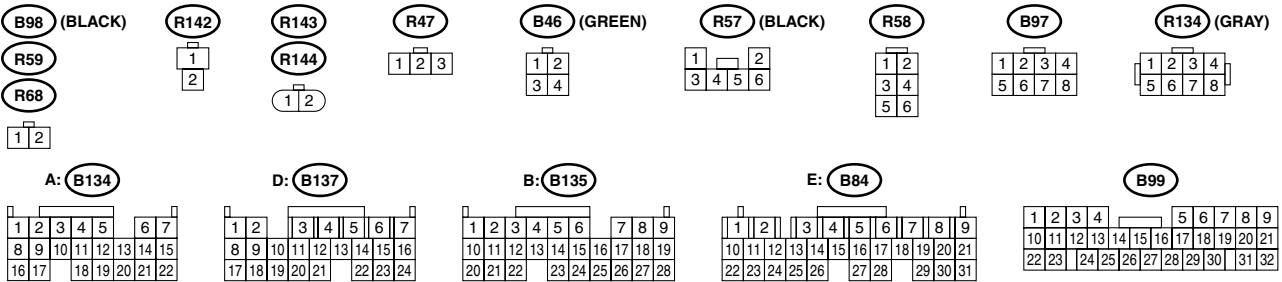 B98 (BLACK)
R59
R68
1 2
R142
1
2
R143
R144
1 2
R47
1 2 3
B46 (GREEN)
1 2
3 4
R57 (BLACK)
1 2
3 4 5 6
R58
1 2
3 4
5 6
B97
1 2 3 4
5 6 7 8
R134 (GRAY)
1 2 3 4
5 6 7 8
A: B134
1 2 3 4 5 6 7
8 9 10 11 12 13 14 15
16 17 18 19 20 21 22
D: B137
1 2 3 4 5 6 7
8 9 10 11 12 13 14 15 16
17 18 19 20 21 22 23 24
B: B135
1 2 3 4 5 6 7 8 9
10 11 12 13 14 15 16 17 18 19
20 21 22 23 24 25 26 27 28
E: B84
1 2 3 4 5 6 7 8 9
10 11 12 13 14 15 16 17 18 19 20 21
22 23 24 25 26 27 28 29 30 31
B99
1 2 3 4 5 6 7 8 9
10 11 12 13 14 15 16 17 18 19 20 21
22 23 24 25 26 27 28 29 30 31 32